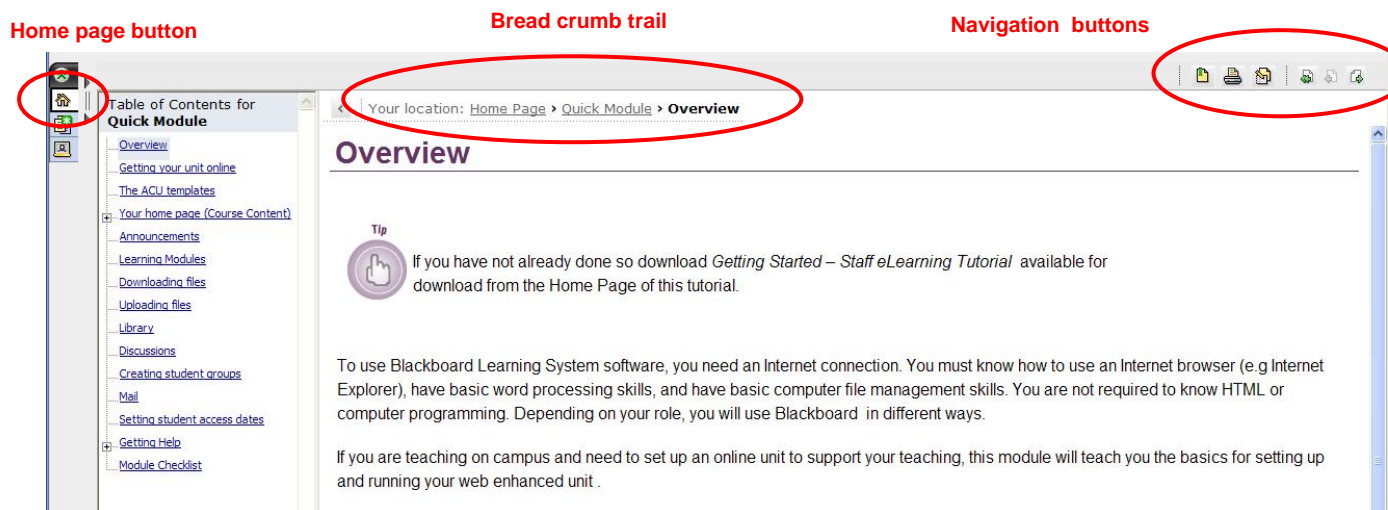 Home page button
Bread crumb trail
Navigation buttons
Table of Contents for
Quick Module
Overview
Getting your unit online
The ACU templates
Your home page (Course Content)
Announcements
Learning Modules
Downloading files
Uploading files
Library
Discussions
Creating student groups
Mail
Setting student access dates
Getting Help
Module Checklist
Your location: Home Page › Quick Module › Overview
Overview
Tip
If you have not already done so download Getting Started – Staff eLearning Tutorial available for
download from the Home Page of this tutorial.
To use Blackboard Learning System software, you need an Internet connection. You must know how to use an Internet browser (e.g Internet
Explorer), have basic word processing skills, and have basic computer file management skills. You are not required to know HTML or
computer programming. Depending on your role, you will use Blackboard in different ways.
If you are teaching on campus and need to set up an online unit to support your teaching, this module will teach you the basics for setting up
and running your web enhanced unit .